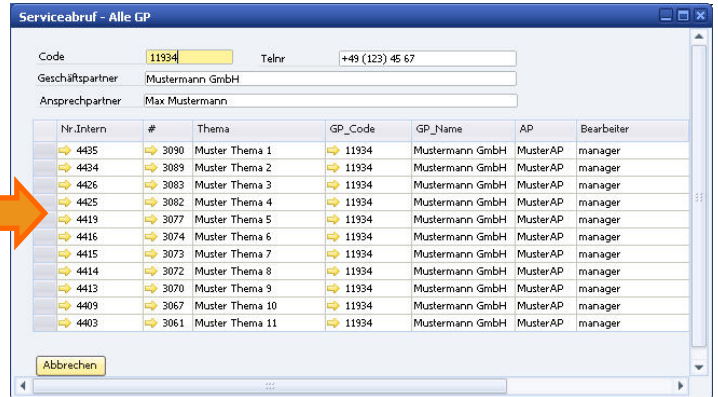 Serviceabruf - Alle GP
Code 11934 Telnr +49 (123) 45 67
Geschäftspartner Mustermann GmbH
Ansprechpartner Max Mustermann
Nr.Intern # Thema GP_Code GP_Name AP Bearbeiter
4435 3090 Muster Thema 1 11934 Mustermann GmbH MusterAP manager
4434 3089 Muster Thema 2 11934 Mustermann GmbH MusterAP manager
4426 3083 Muster Thema 3 11934 Mustermann GmbH MusterAP manager
4425 3082 Muster Thema 4 11934 Mustermann GmbH MusterAP manager
4419 3077 Muster Thema 5 11934 Mustermann GmbH MusterAP manager
4416 3074 Muster Thema 6 11934 Mustermann GmbH MusterAP manager
4415 3073 Muster Thema 7 11934 Mustermann GmbH MusterAP manager
4414 3072 Muster Thema 8 11934 Mustermann GmbH MusterAP manager
4413 3070 Muster Thema 9 11934 Mustermann GmbH MusterAP manager
4409 3067 Muster Thema 10 11934 Mustermann GmbH MusterAP manager
4403 3061 Muster Thema 11 11934 Mustermann GmbH MusterAP manager
Abbrechen